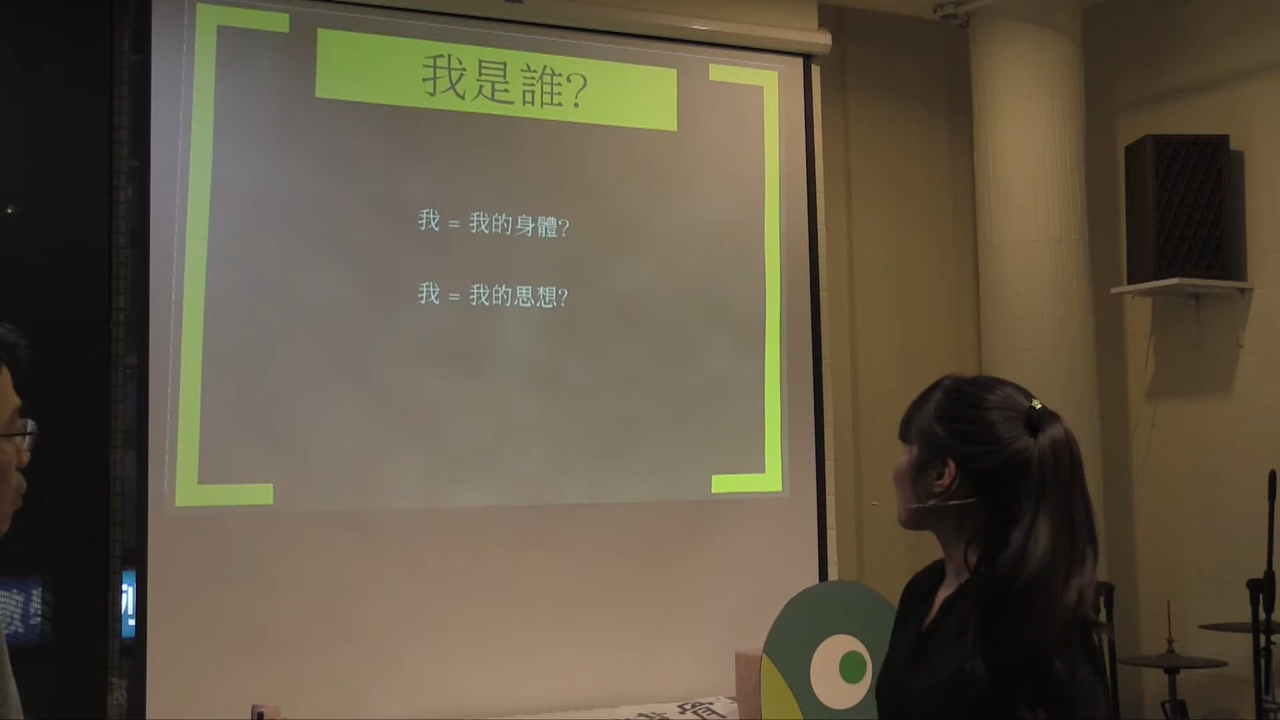 我是誰?
我 = 我的身體?
我 = 我的思想?